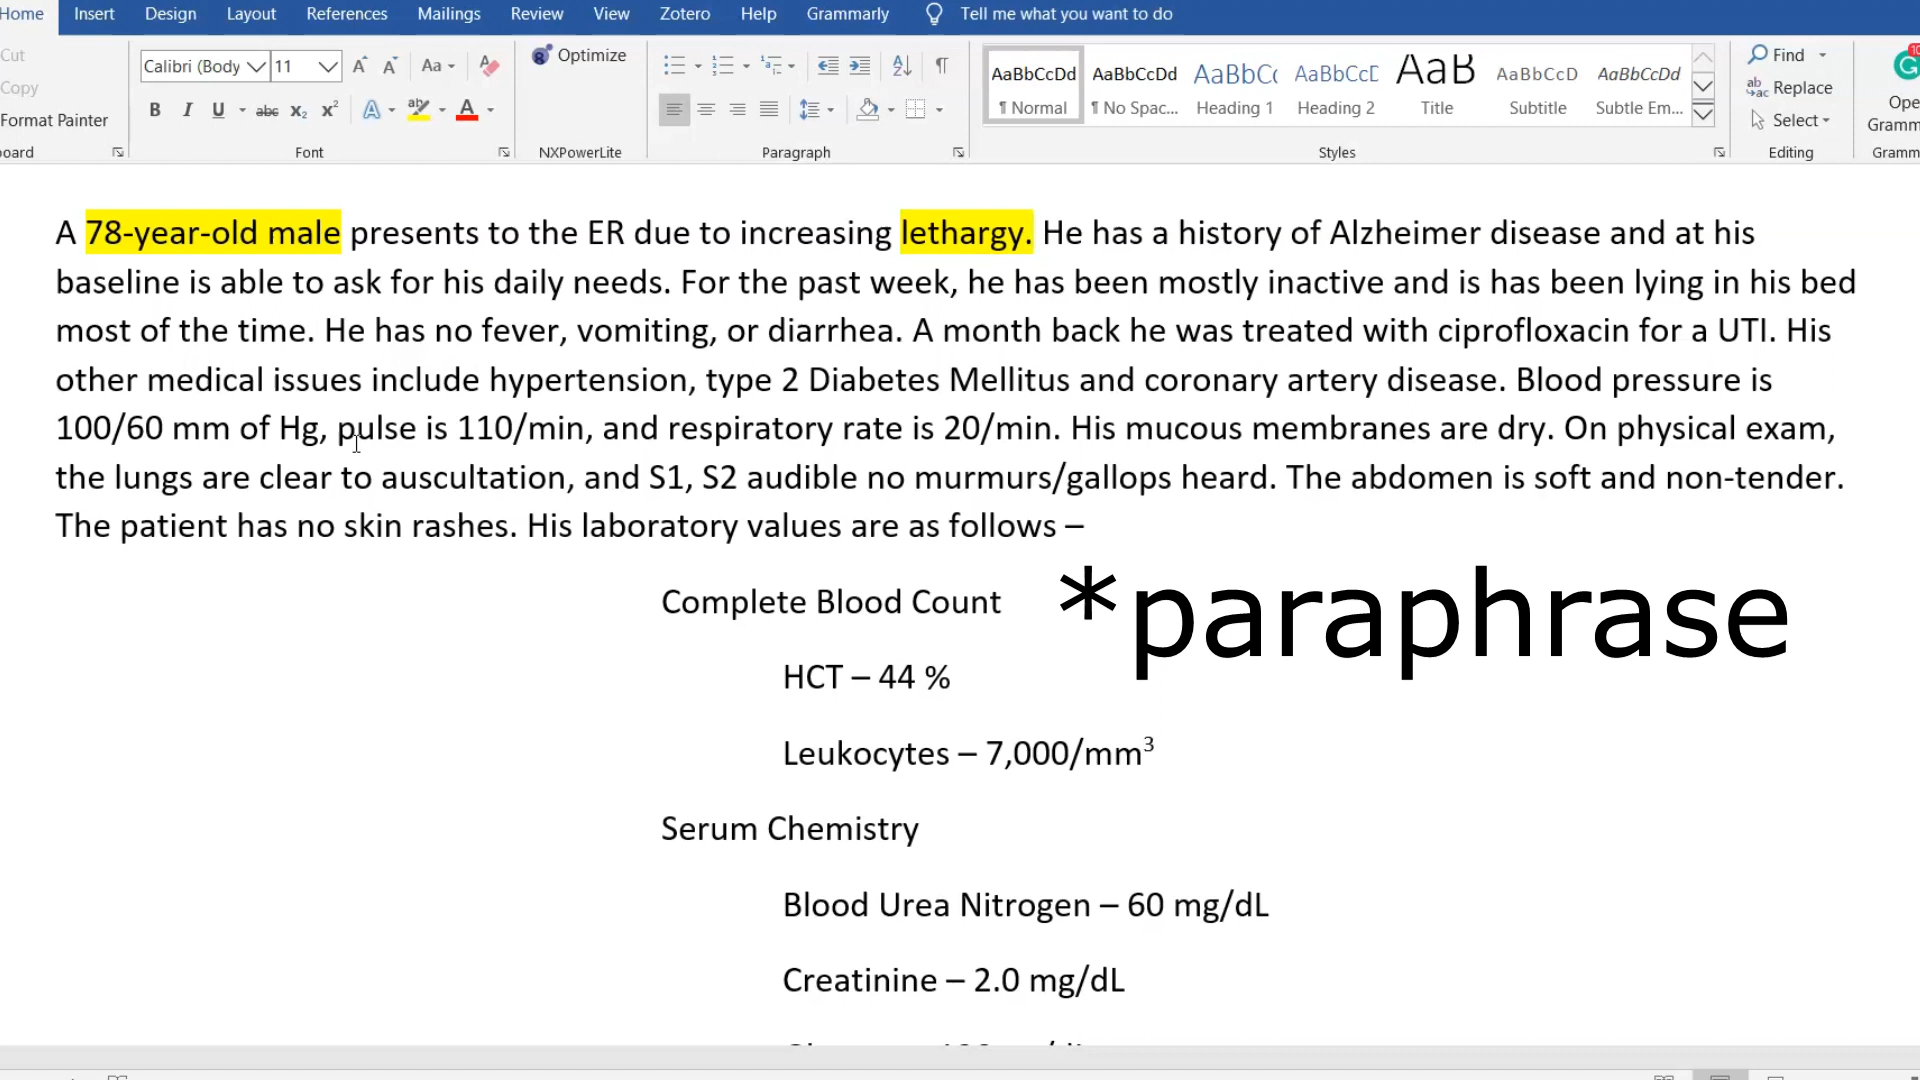 Home Insert Design Layout References Mailings Review View Zotero Help Grammarly Tell me what you want to do
Cut
Copy
Format Painter
Calibri (Body 11
Aa
B I U abc X₂ X²
Font
Optimize
NXPowerLite
Paragraph
AaBbCcDd AaBbCcDd AaBbCc AaBbCcD AaB AaBbCcD AaBbCcDd
¶ Normal ¶ No Spac... Heading 1 Heading 2 Title Subtitle Subtle Em...
Styles
Find
Replace
Select
Editing
A 78-year-old male presents to the ER due to increasing lethargy. He has a history of Alzheimer disease and at his
baseline is able to ask for his daily needs. For the past week, he has been mostly inactive and is has been lying in his bed
most of the time. He has no fever, vomiting, or diarrhea. A month back he was treated with ciprofloxacin for a UTI. His
other medical issues include hypertension, type 2 Diabetes Mellitus and coronary artery disease. Blood pressure is
100/60 mm of Hg, pulse is 110/min, and respiratory rate is 20/min. His mucous membranes are dry. On physical exam,
the lungs are clear to auscultation, and S1, S2 audible no murmurs/gallops heard. The abdomen is soft and non-tender.
The patient has no skin rashes. His laboratory values are as follows –
Complete Blood Count
*paraphrase
HCT – 44 %
Leukocytes – 7,000/mm³
Serum Chemistry
Blood Urea Nitrogen – 60 mg/dL
Creatinine – 2.0 mg/dL